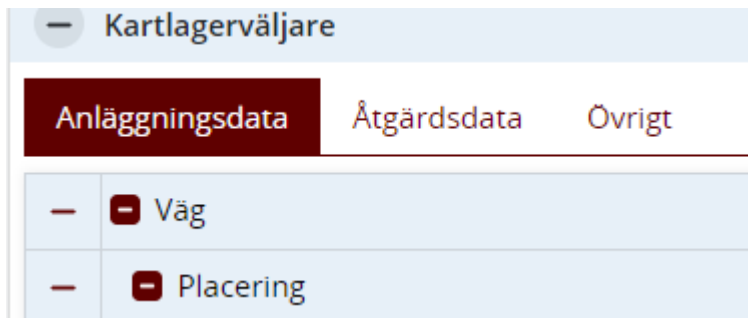 Kartlagerväljare
Anläggningsdata Åtgärdsdata Övrigt
Väg
Placering